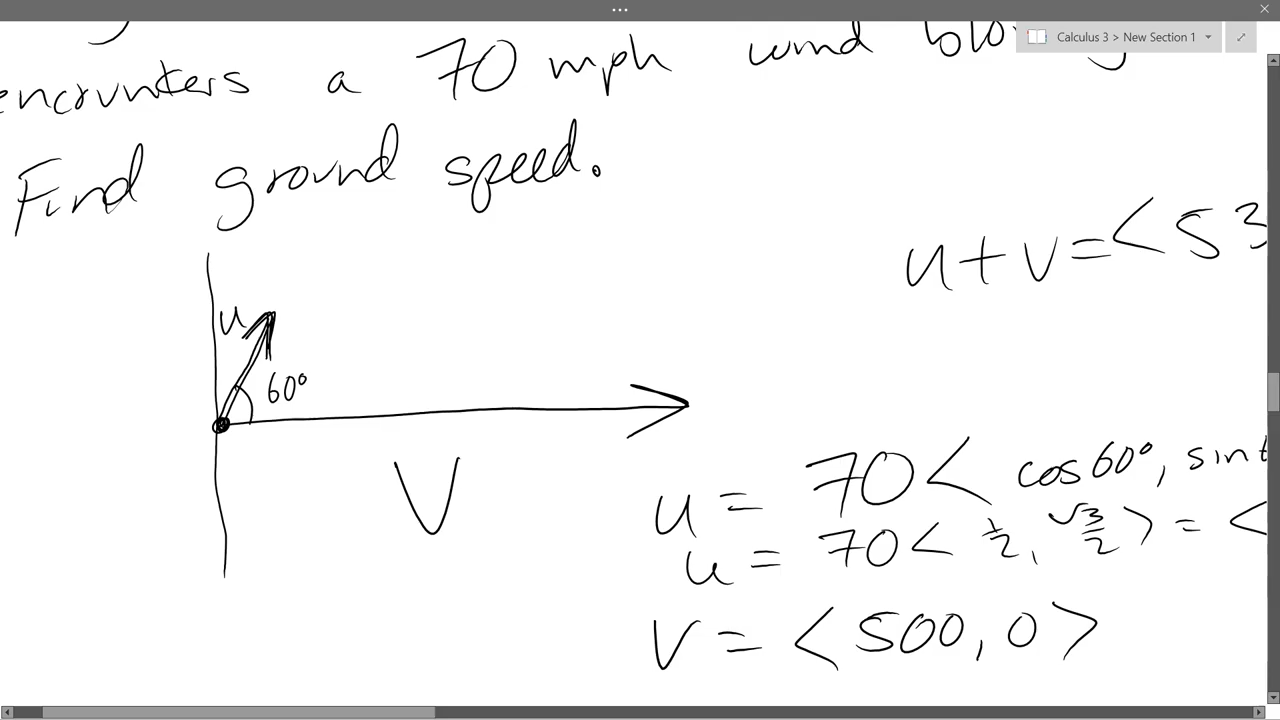 Calculus 3 > New Section 1
encounters a 70 mph wind
Find ground speed.
u+v=<53
u
60°
V
u = 70< cos60°, sin
u = 70< 1/2, √3/2 > = <
v = <500, 0>